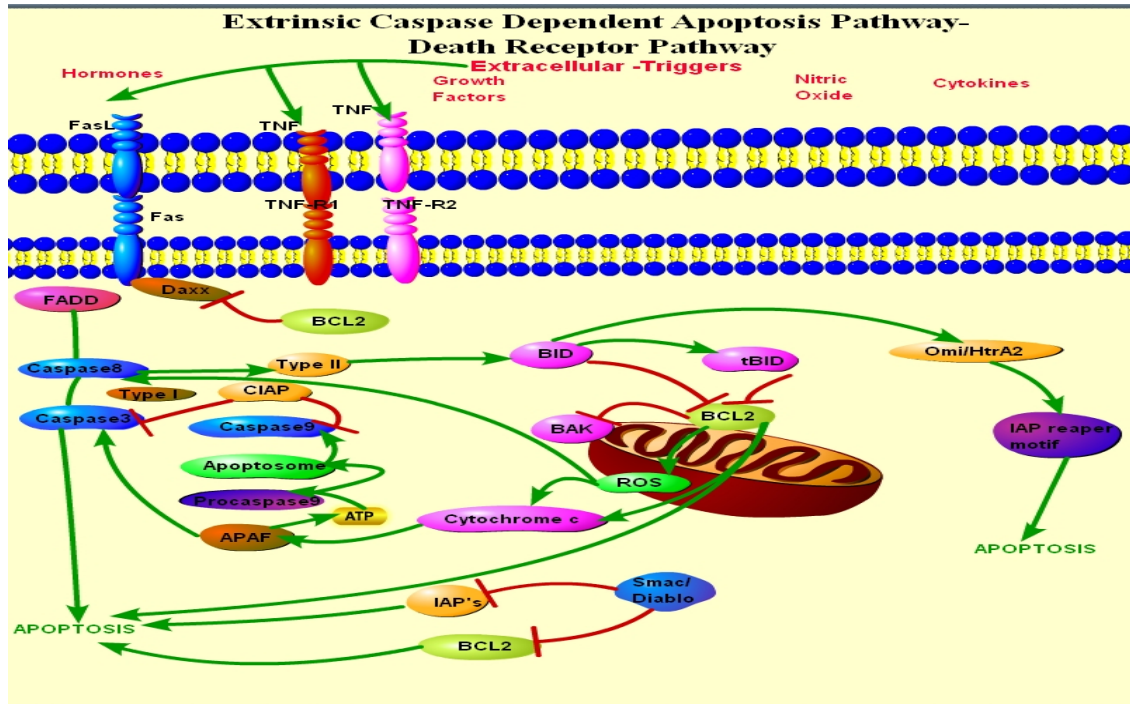 Extrinsic Caspase Dependent Apoptosis Pathway-
Death Receptor Pathway
Extracellular -Triggers
Hormones
Growth
Factors
Nitric
Oxide
Cytokines
FasL
TNF
TNF
Fas
TNF-R1
TNF-R2
FADD
Daxx
BCL2
Caspase8
Type II
BID
tBID
Omi/HtrA2
Type I
CIAP
Caspase3
Caspase9
BAK
BCL2
IAP reaper
motif
Apoptosome
ROS
Procaspase9
ATP
Cytochrome c
APAF
APOPTOSIS
Smac/
Diablo
IAP's
APOPTOSIS
BCL2